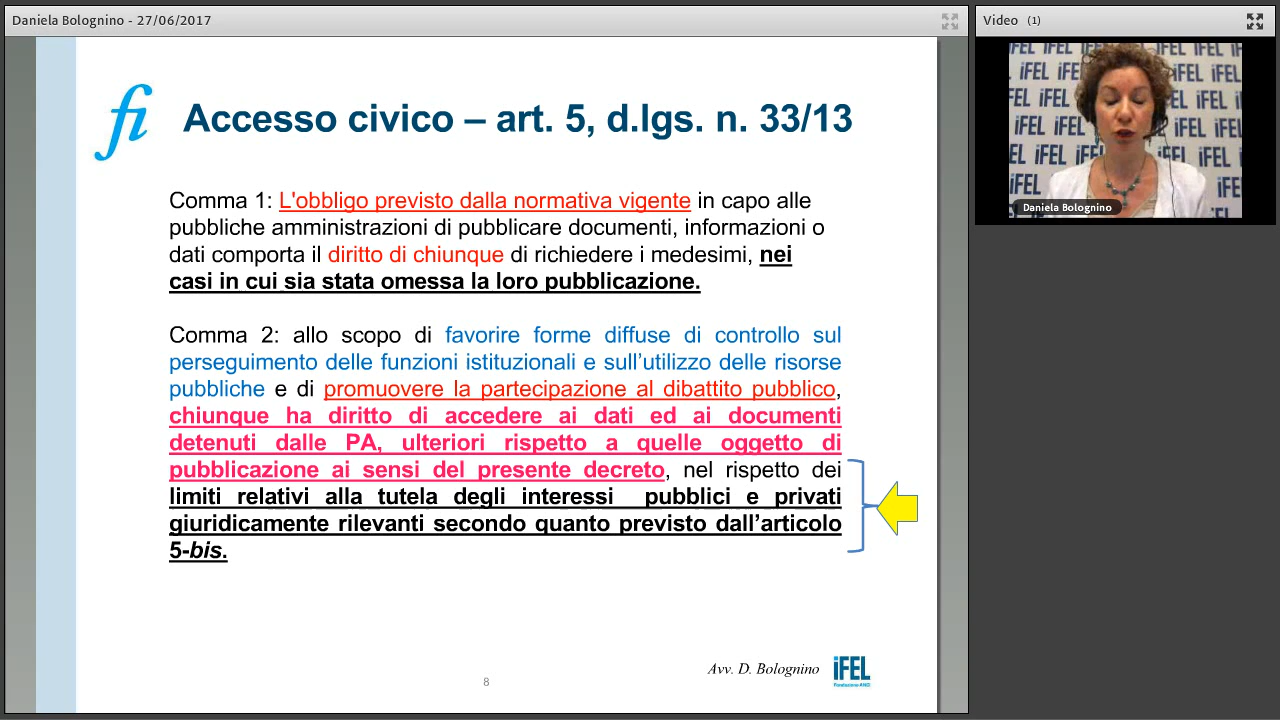 Daniela Bolognino - 27/06/2017
Video (1)
fi
Accesso civico – art. 5, d.lgs. n. 33/13
Comma 1: L'obbligo previsto dalla normativa vigente in capo alle
pubbliche amministrazioni di pubblicare documenti, informazioni o
dati comporta il diritto di chiunque di richiedere i medesimi, nei
casi in cui sia stata omessa la loro pubblicazione.
Comma 2: allo scopo di favorire forme diffuse di controllo sul
perseguimento delle funzioni istituzionali e sull’utilizzo delle risorse
pubbliche e di promuovere la partecipazione al dibattito pubblico,
chiunque ha diritto di accedere ai dati ed ai documenti
detenuti dalle PA, ulteriori rispetto a quelle oggetto di
pubblicazione ai sensi del presente decreto, nel rispetto dei
limiti relativi alla tutela degli interessi pubblici e privati
giuridicamente rilevanti secondo quanto previsto dall’articolo
5-bis.
8
Avv. D. Bolognino
iFEL
Fondazione ANCI
iFEL
Daniela Bolognino